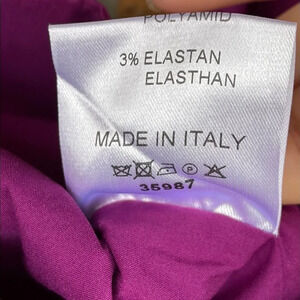 POLYAMID
3% ELASTAN
ELASTHAN
MADE IN ITALY
P
35987